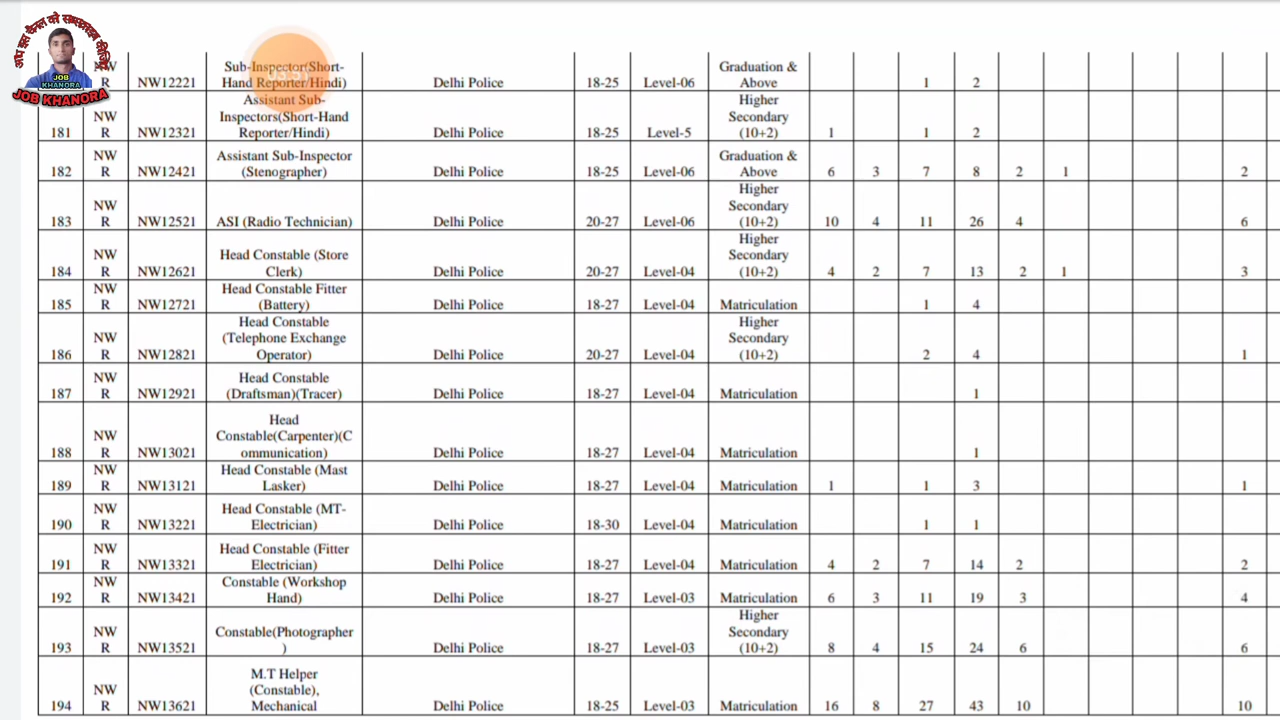 आप इस चैनल को सब्सक्राइब कीजिए
JOB
KHANORA
JOB KHANORA
R NW12221 Sub-Inspector(Short-Hand Reporter/Hindi) Delhi Police 18-25 Level-06 Graduation & Above 1 2
181 NW R NW12321 Assistant Sub-Inspectors(Short-Hand Reporter/Hindi) Delhi Police 18-25 Level-5 Higher Secondary (10+2) 1 1 2
182 NW R NW12421 Assistant Sub-Inspector (Stenographer) Delhi Police 18-25 Level-06 Graduation & Above 6 3 7 8 2 1 2
183 NW R NW12521 ASI (Radio Technician) Delhi Police 20-27 Level-06 Higher Secondary (10+2) 10 4 11 26 4 6
184 NW R NW12621 Head Constable (Store Clerk) Delhi Police 20-27 Level-04 Higher Secondary (10+2) 4 2 7 13 2 1 3
185 NW R NW12721 Head Constable Fitter (Battery) Delhi Police 18-27 Level-04 Matriculation 1 4
186 NW R NW12821 Head Constable (Telephone Exchange Operator) Delhi Police 20-27 Level-04 Higher Secondary (10+2) 2 4 1
187 NW R NW12921 Head Constable (Draftsman)(Tracer) Delhi Police 18-27 Level-04 Matriculation 1
188 NW R NW13021 Head Constable(Carpenter)(Communication) Delhi Police 18-27 Level-04 Matriculation 1
189 NW R NW13121 Head Constable (Mast Lasker) Delhi Police 18-27 Level-04 Matriculation 1 1 3 1
190 NW R NW13221 Head Constable (MT-Electrician) Delhi Police 18-30 Level-04 Matriculation 1 1
191 NW R NW13321 Head Constable (Fitter Electrician) Delhi Police 18-27 Level-04 Matriculation 4 2 7 14 2 2
192 NW R NW13421 Constable (Workshop Hand) Delhi Police 18-27 Level-03 Matriculation 6 3 11 19 3 4
193 NW R NW13521 Constable(Photographer) Delhi Police 18-27 Level-03 Higher Secondary (10+2) 8 4 15 24 6 6
194 NW R NW13621 M.T Helper (Constable), Mechanical Delhi Police 18-25 Level-03 Matriculation 16 8 27 43 10 10